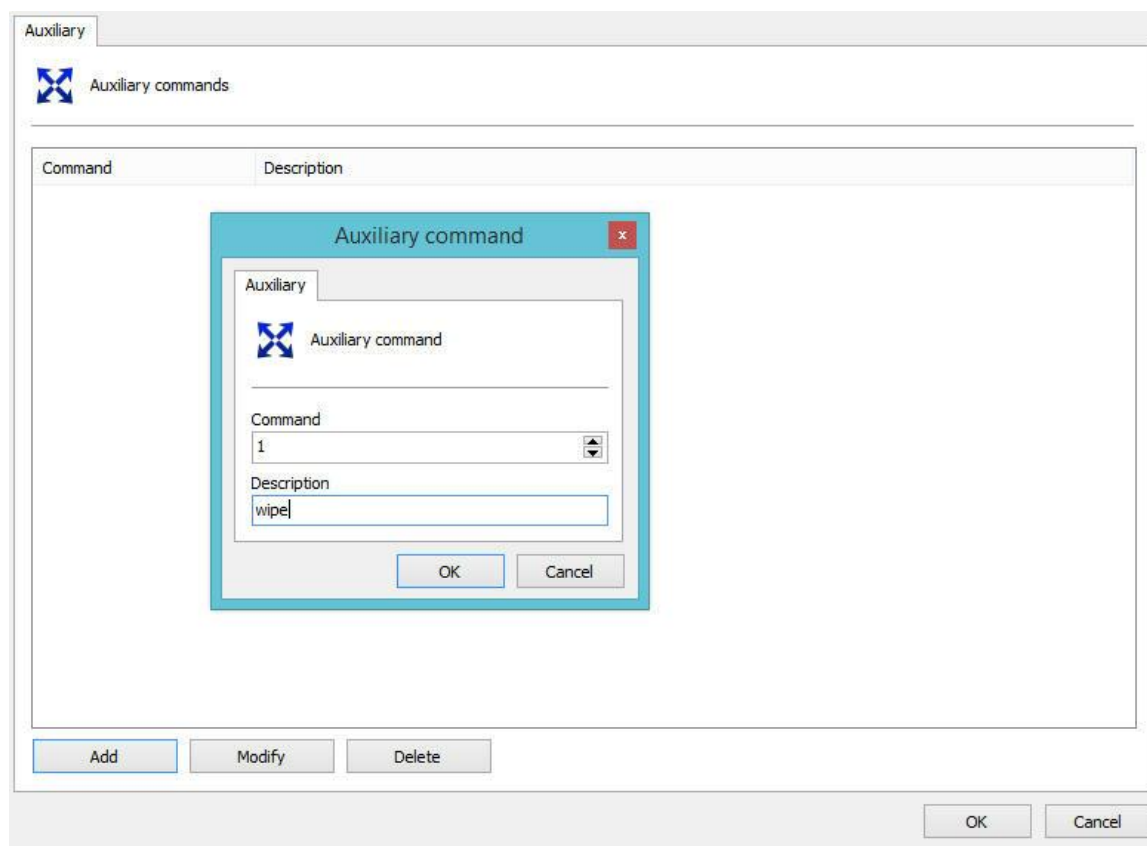 Auxiliary
Auxiliary commands
Command Description
Auxiliary command
x
Auxiliary
Auxiliary command
Command
1
Description
wipe
OK Cancel
Add Modify Delete
OK Cancel